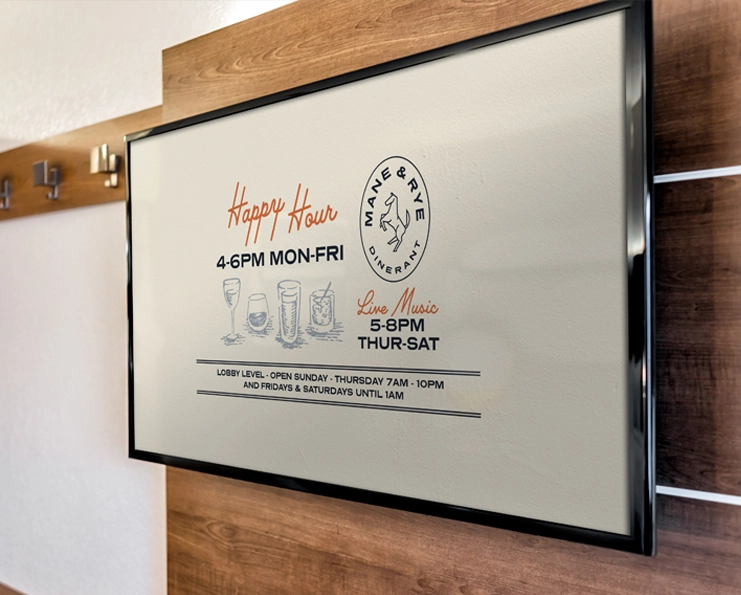 Happy Hour
4-6PM MON-FRI
MANE & RYE
DINERANT
Live Music
5-8PM
THUR-SAT
LOBBY LEVEL - OPEN SUNDAY - THURSDAY 7AM - 10PM
AND FRIDAYS & SATURDAYS UNTIL 1AM